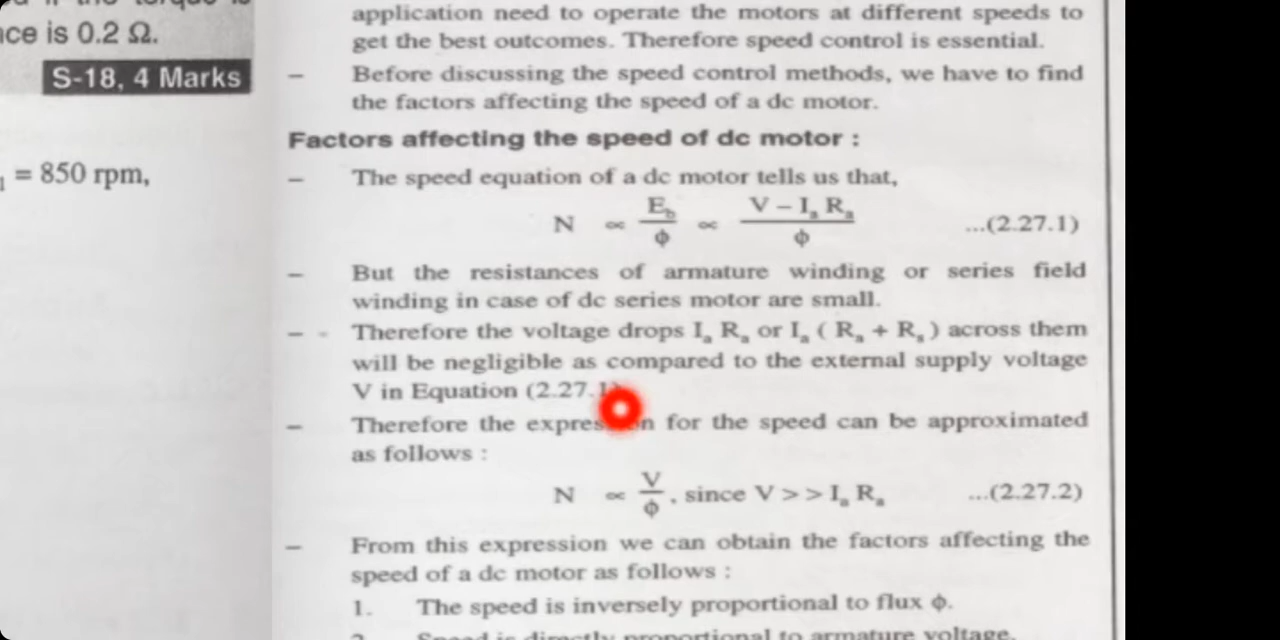 ce is 0.2 Ω.
S-18, 4 Marks
= 850 rpm,
application need to operate the motors at different speeds to
get the best outcomes. Therefore speed control is essential.
– Before discussing the speed control methods, we have to find
the factors affecting the speed of a dc motor.
Factors affecting the speed of dc motor :
– The speed equation of a dc motor tells us that,
N ∝ E_b / ϕ ∝ (V – I_a R_a) / ϕ ...(2.27.1)
– But the resistances of armature winding or series field
winding in case of dc series motor are small.
– Therefore the voltage drops I_a R_a or I_a ( R_a + R_s ) across them
will be negligible as compared to the external supply voltage
V in Equation (2.27.1)
– Therefore the for the speed can be approximated
as follows :
N ∝ V / ϕ , since V > > I_a R_a ...(2.27.2)
– From this expression we can obtain the factors affecting the
speed of a dc motor as follows :
1. The speed is inversely proportional to flux ϕ.
Speed is directly proportional to armature voltage.